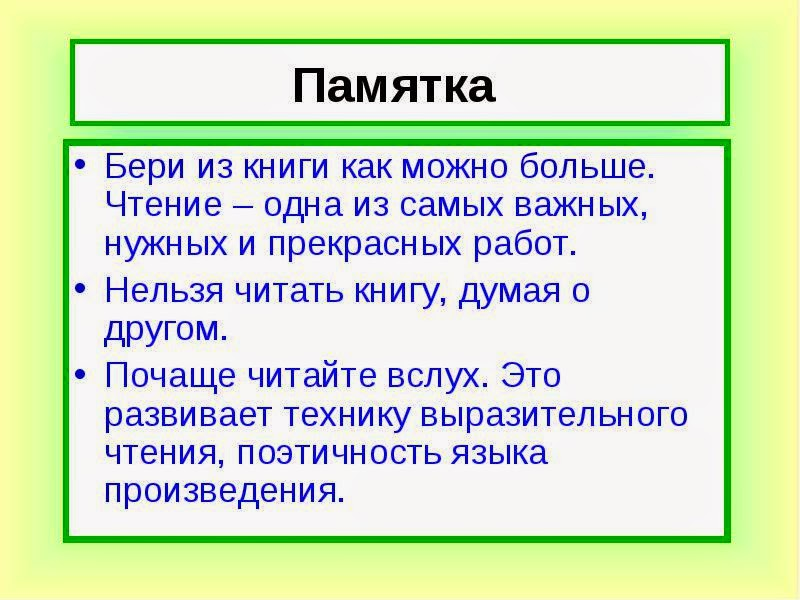 Памятка
• Бери из книги как можно больше.
Чтение – одна из самых важных,
нужных и прекрасных работ.
• Нельзя читать книгу, думая о
другом.
• Почаще читайте вслух. Это
развивает технику выразительного
чтения, поэтичность языка
произведения.